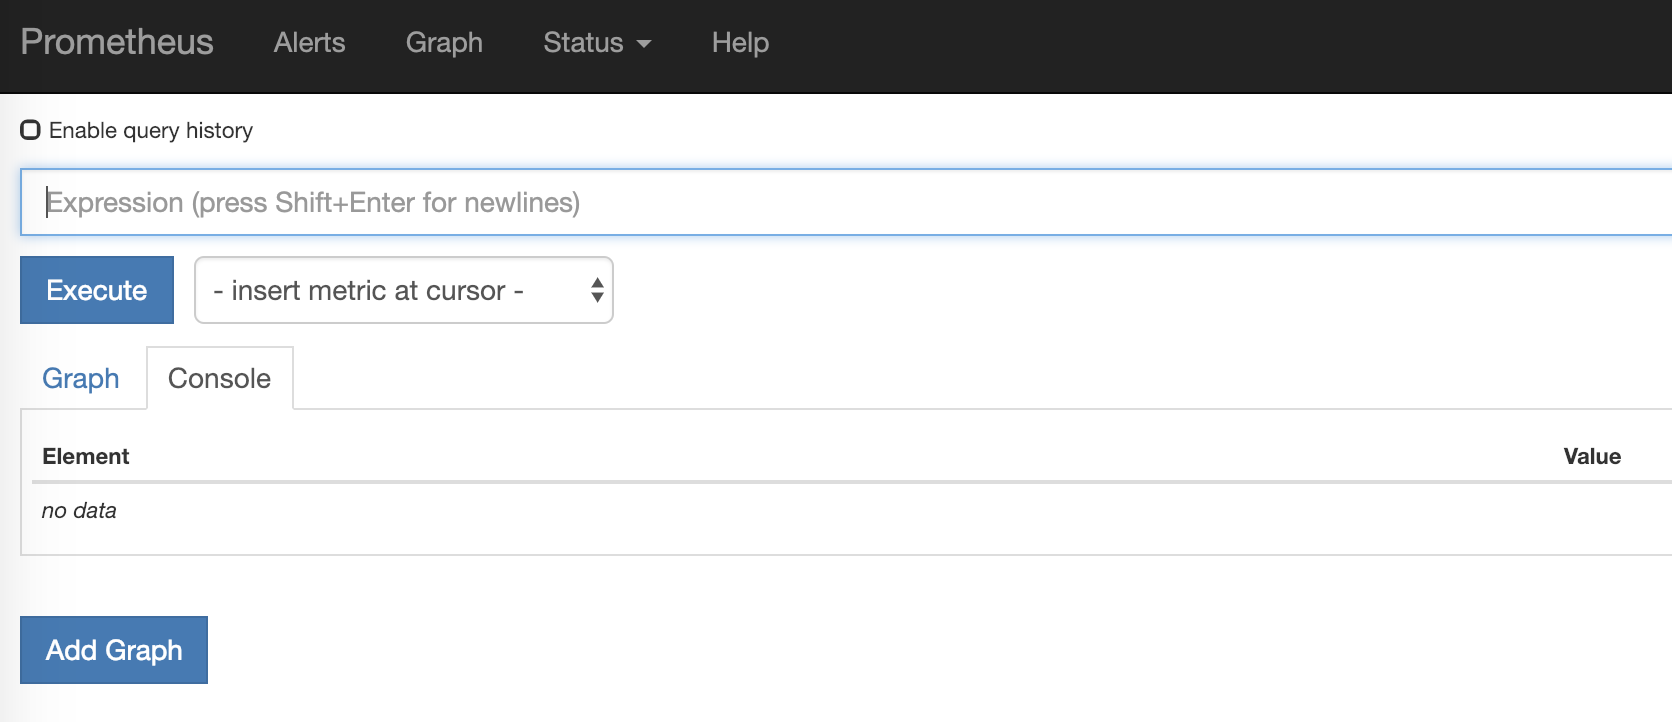 Prometheus Alerts Graph Status Help
Enable query history
Expression (press Shift+Enter for newlines)
Execute - insert metric at cursor -
Graph Console
Element Value
no data
Add Graph